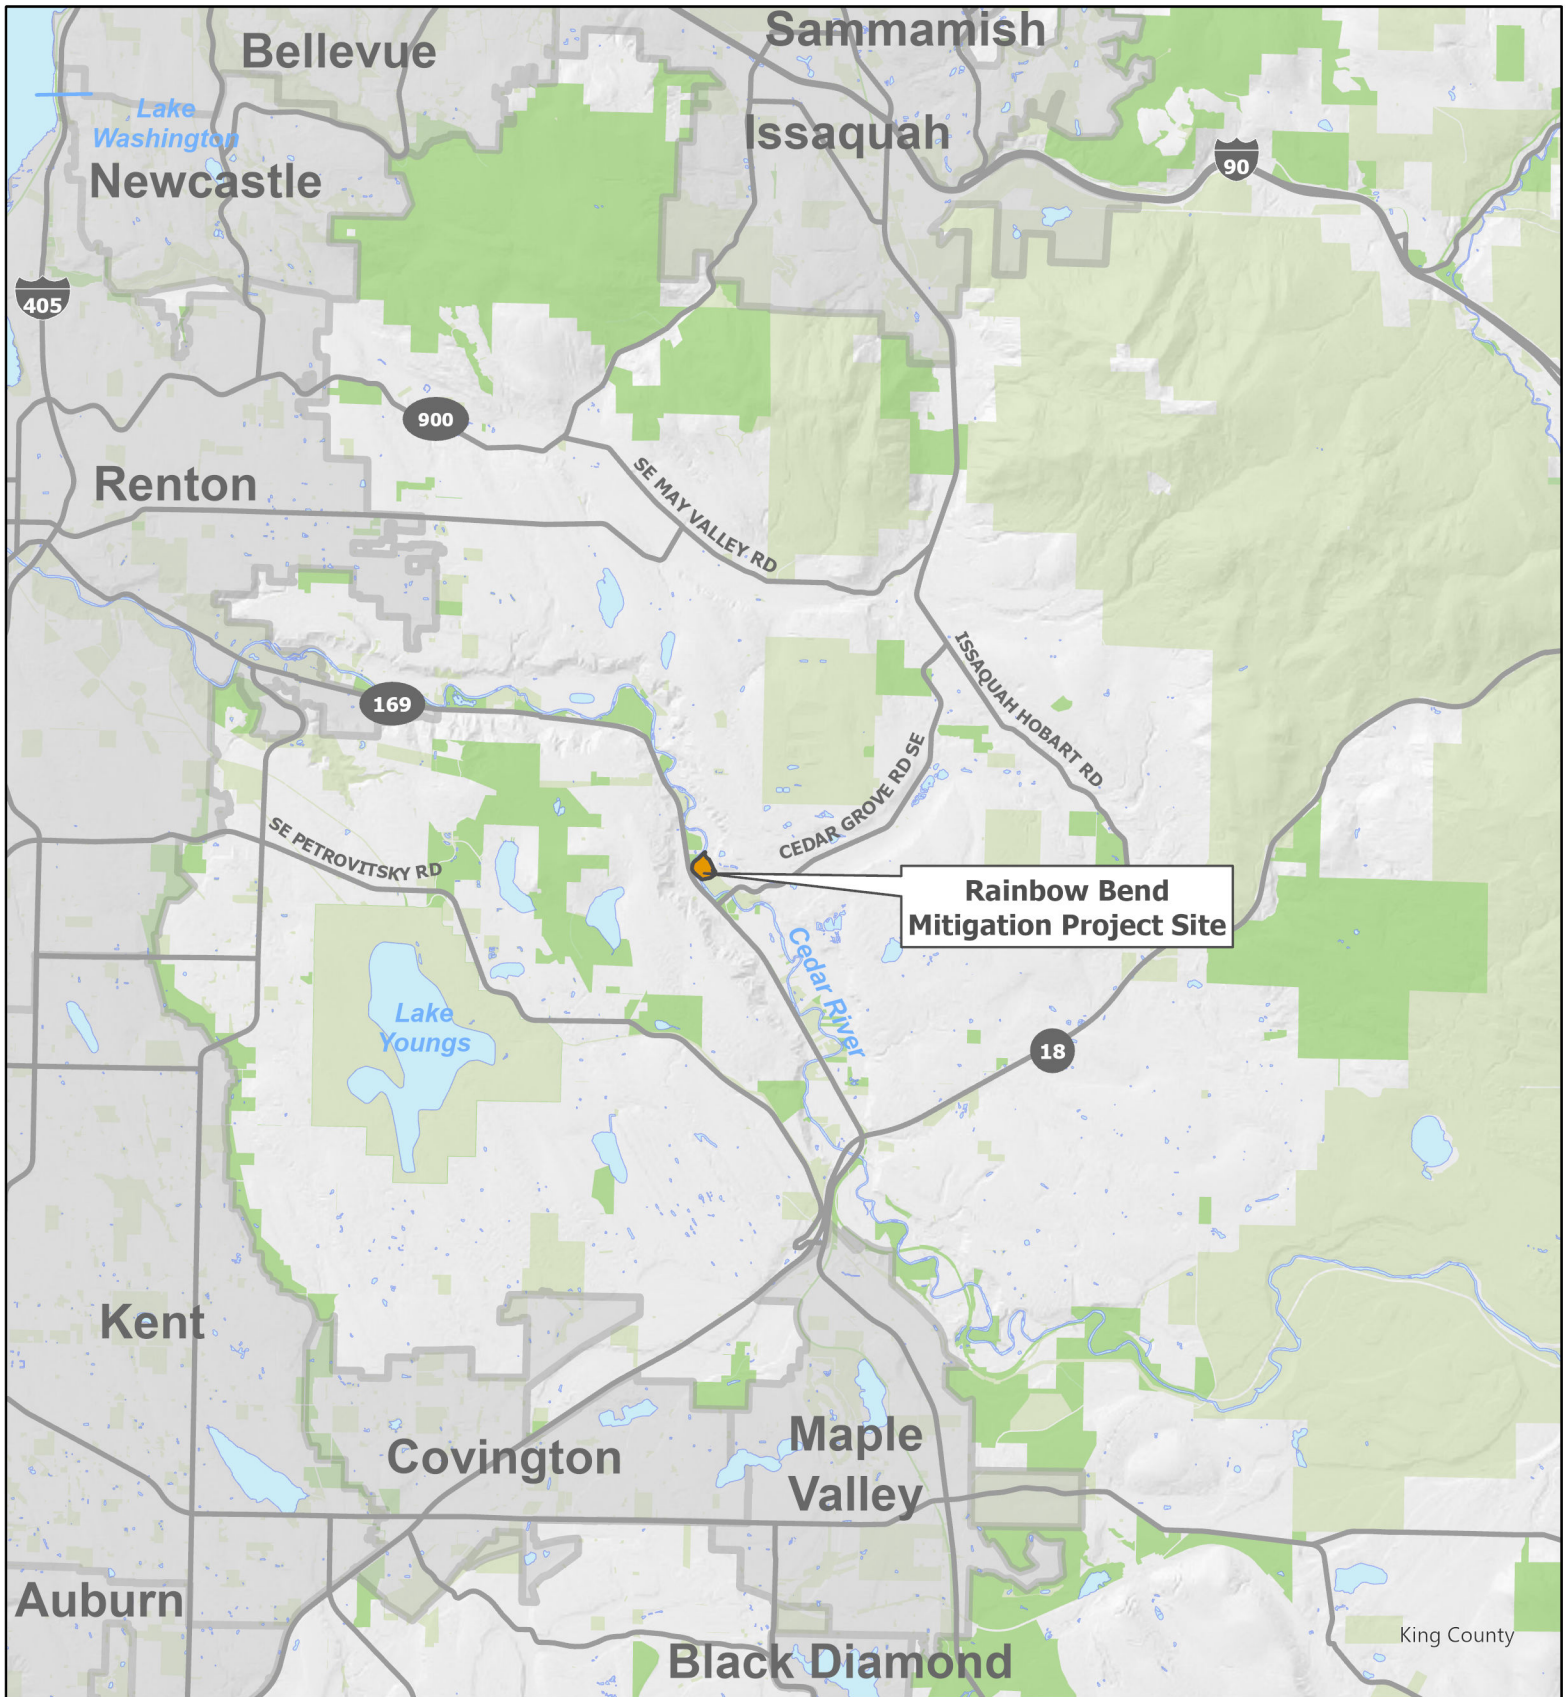 Sammamish
Bellevue
Lake
Washington
Issaquah
90
Newcastle
405
900
Renton
SE MAY VALLEY RD
ISSAQUAH HOBART RD
169
CEDAR GROVE RD SE
SE PETROVITSKY RD
Rainbow Bend
Mitigation Project Site
Cedar River
Lake
Youngs
18
Kent
Maple
Valley
Covington
Auburn
King County
Black Diamond